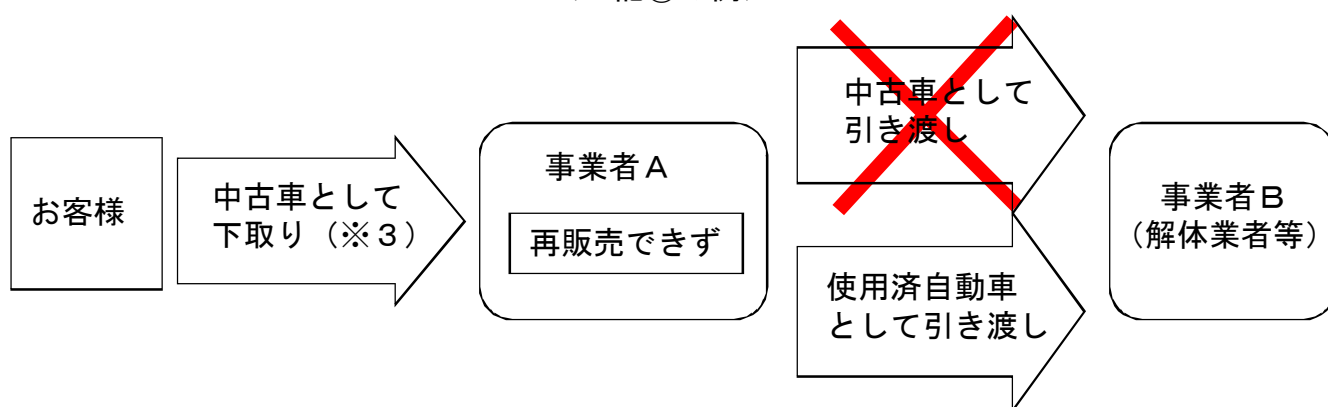 お客様
中古車として
下取り（※３）
事業者Ａ
再販売できず
中古車として
引き渡し
使用済自動車
として引き渡し
事業者Ｂ
（解体業者等）